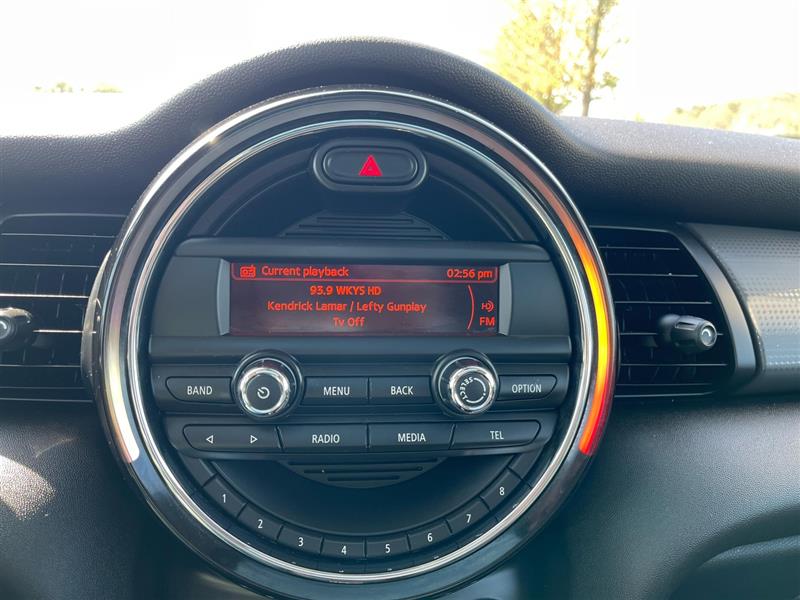 Current playback 02:56 pm
93.9 WKYS HD
Kendrick Lamar / Lefty Gunplay
Tv Off
FM
BAND MENU BACK SELECT OPTION
RADIO MEDIA TEL
1 2 3 4 5 6 7 8